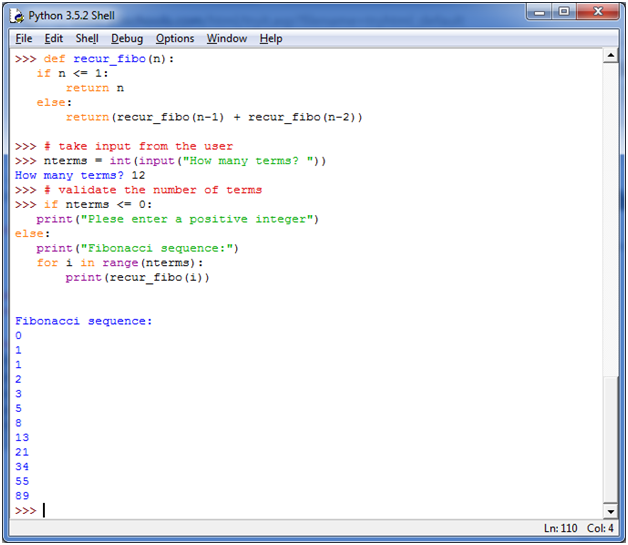 Python 3.5.2 Shell
File Edit Shell Debug Options Window Help
>>> def recur_fibo(n):
   if n <= 1:
       return n
   else:
       return(recur_fibo(n-1) + recur_fibo(n-2))
>>> # take input from the user
>>> nterms = int(input("How many terms? "))
How many terms? 12
>>> # validate the number of terms
>>> if nterms <= 0:
   print("Plese enter a positive integer")
else:
   print("Fibonacci sequence:")
   for i in range(nterms):
       print(recur_fibo(i))
Fibonacci sequence:
0
1
1
2
3
5
8
13
21
34
55
89
>>>
Ln: 110 Col: 4